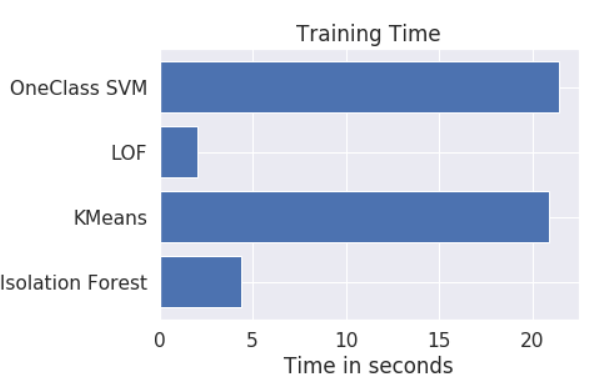 Training Time
OneClass SVM
LOF
KMeans
Isolation Forest
0 5 10 15 20
Time in seconds